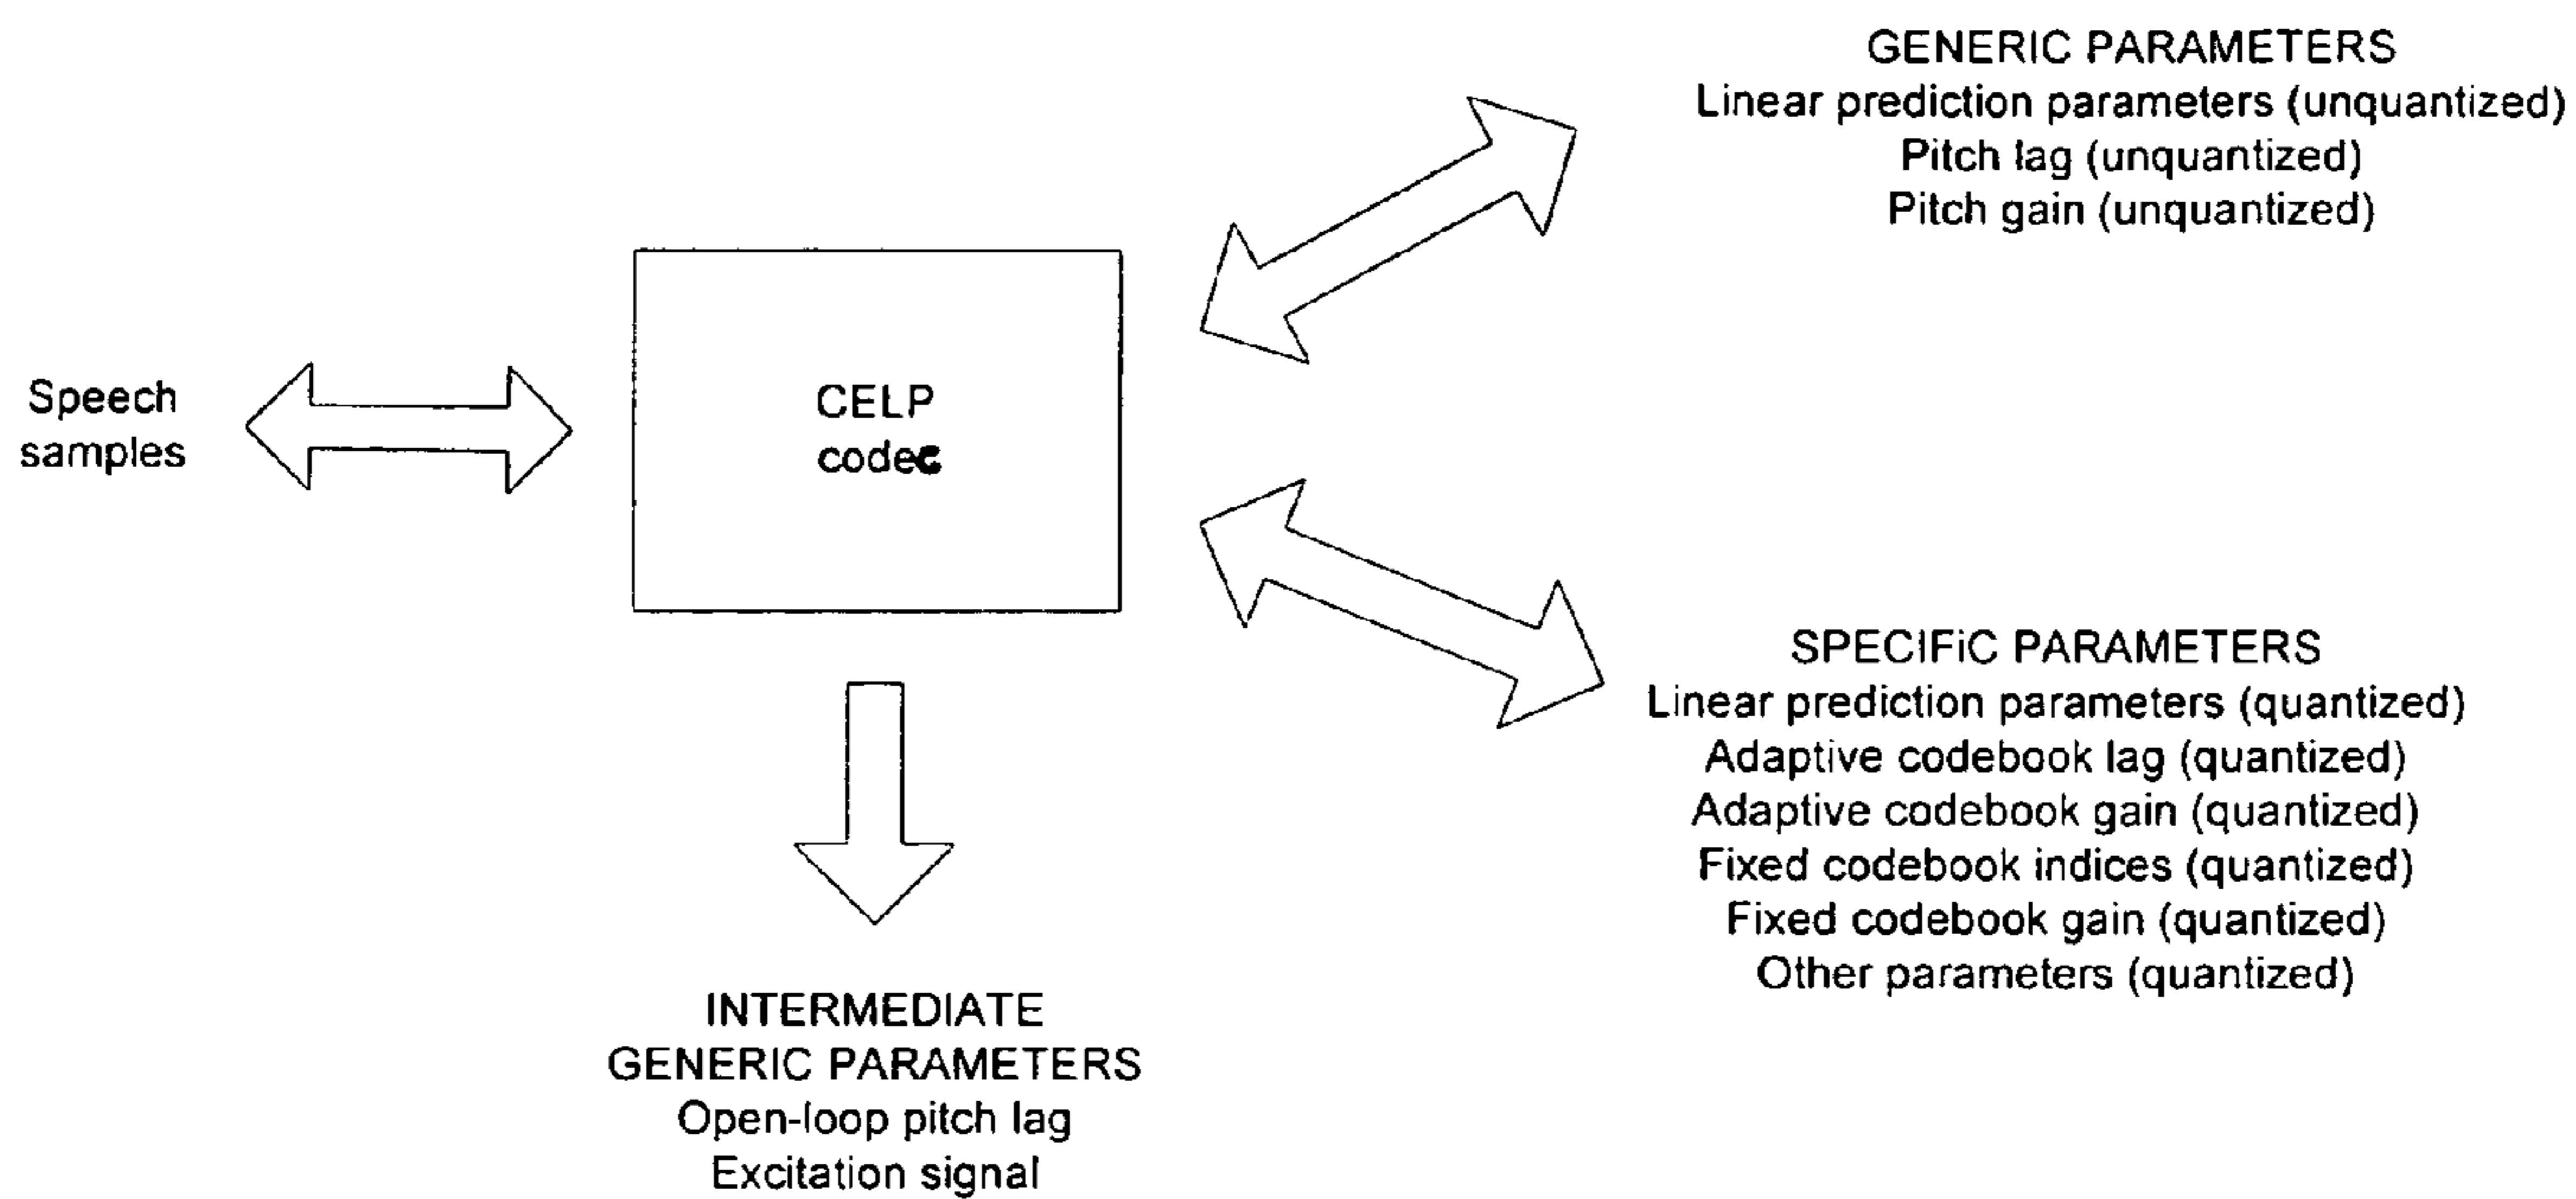 GENERIC PARAMETERS
Linear prediction parameters (unquantized)
Pitch lag (unquantized)
Pitch gain (unquantized)
Speech
samples
CELP
codec
SPECIFiC PARAMETERS
Linear prediction parameters (quantized)
Adaptive codebook lag (quantized)
Adaptive codebook gain (quantized)
Fixed codebook indices (quantized)
Fixed codebook gain (quantized)
Other parameters (quantized)
INTERMEDIATE
GENERIC PARAMETERS
Open-loop pitch lag
Excitation signal